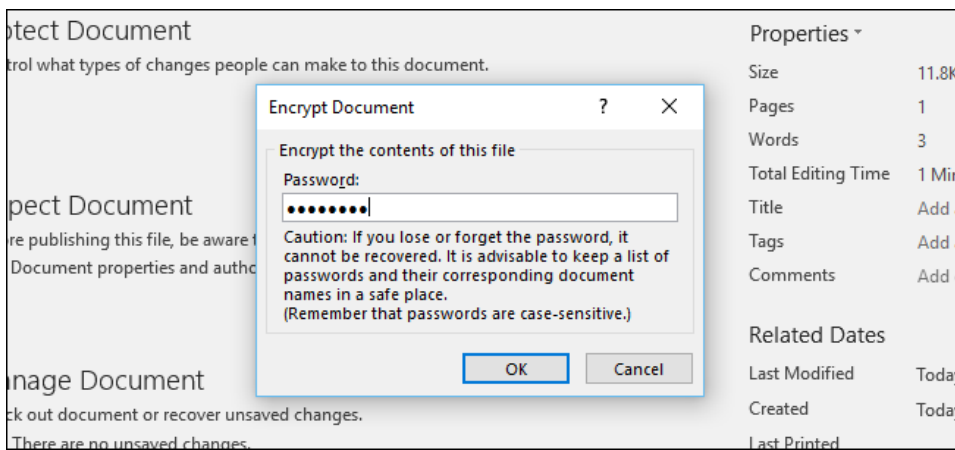 otect Document
trol what types of changes people can make to this document.
pect Document
re publishing this file, be aware
Document properties and autho
anage Document
ck out document or recover unsaved changes.
There are no unsaved changes.
Encrypt Document ? X
Encrypt the contents of this file
Password:
●●●●●●●●
Caution: If you lose or forget the password, it
cannot be recovered. It is advisable to keep a list of
passwords and their corresponding document
names in a safe place.
(Remember that passwords are case-sensitive.)
OK Cancel
Properties
Size 11.8K
Pages 1
Words 3
Total Editing Time 1 Min
Title Add
Tags Add
Comments Add
Related Dates
Last Modified Today
Created Today
Last Printed